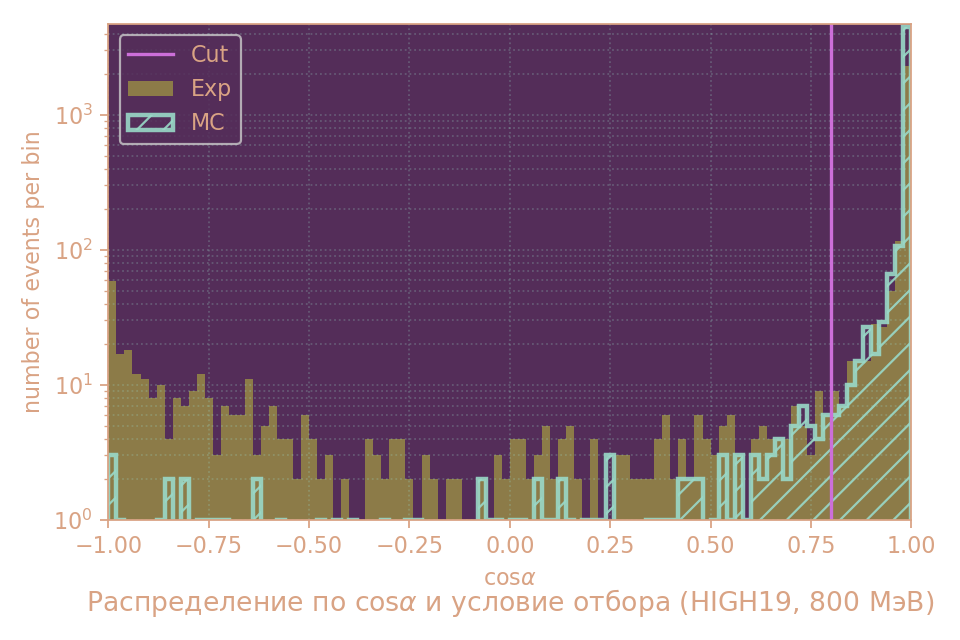 Cut
Exp
MC
number of events per bin
10³
10²
10¹
10⁰
−1.00 −0.75 −0.50 −0.25 0.00 0.25 0.50 0.75 1.00
cosα
Распределение по cosα и условие отбора (HIGH19, 800 МэВ)